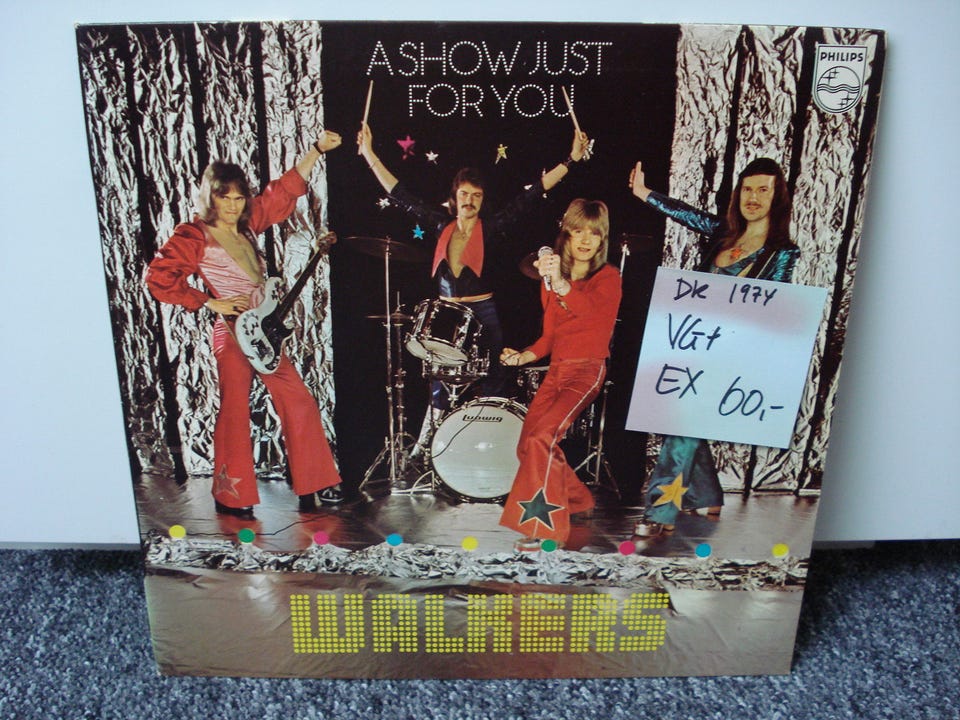 A SHOW JUST
FOR YOU
PHILIPS
DK 1974
VG+
EX 60,-
Ludwig
WALKERS